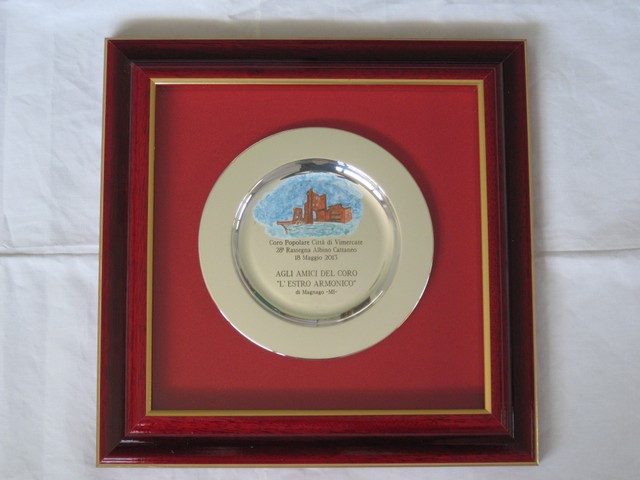 Coro Popolare Città di Vimercate
38ª Rassegna Albino Cattaneo
18 Maggio 2013
AGLI AMICI DEL CORO
"L'ESTRO ARMONICO"
di Magnago -MI-